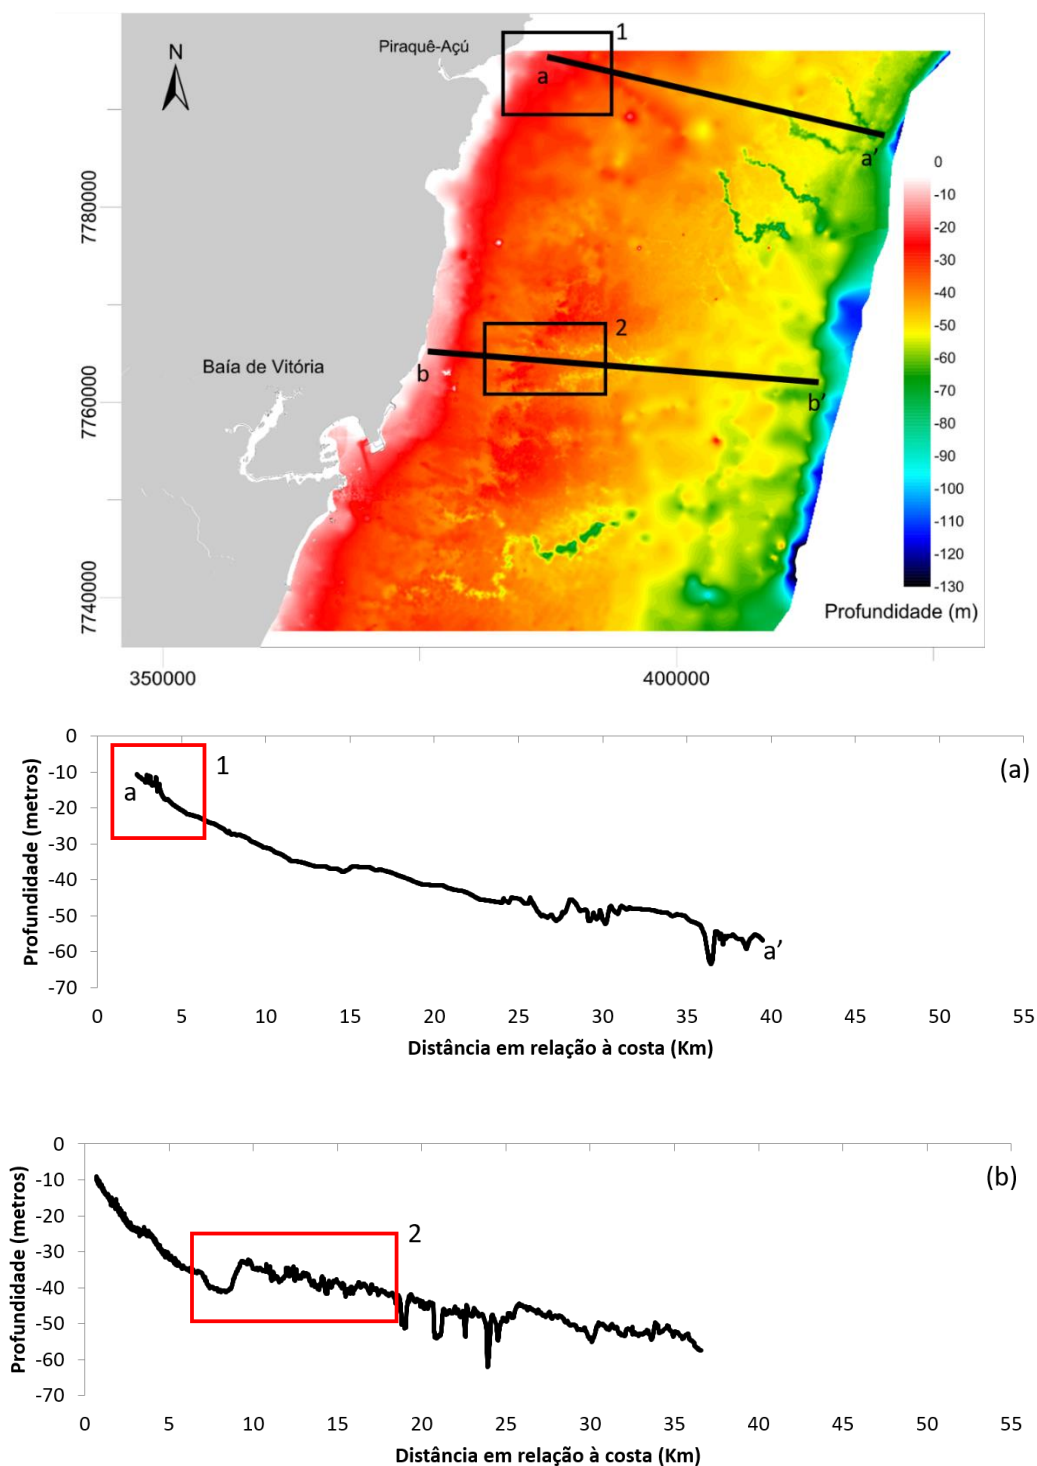 N
Piraquê-Açú
1
a
a’
7780000
7760000
7740000
Baía de Vitória
2
b
b’
0
-10
-20
-30
-40
-50
-60
-70
-80
-90
-100
-110
-120
-130
Profundidade (m)
350000
400000
Profundidade (metros)
0
-10
-20
-30
-40
-50
-60
-70
1
a
(a)
a’
0 5 10 15 20 25 30 35 40 45 50 55
Distância em relação à costa (Km)
Profundidade (metros)
0
-10
-20
-30
-40
-50
-60
-70
2
(b)
0 5 10 15 20 25 30 35 40 45 50 55
Distância em relação à costa (Km)